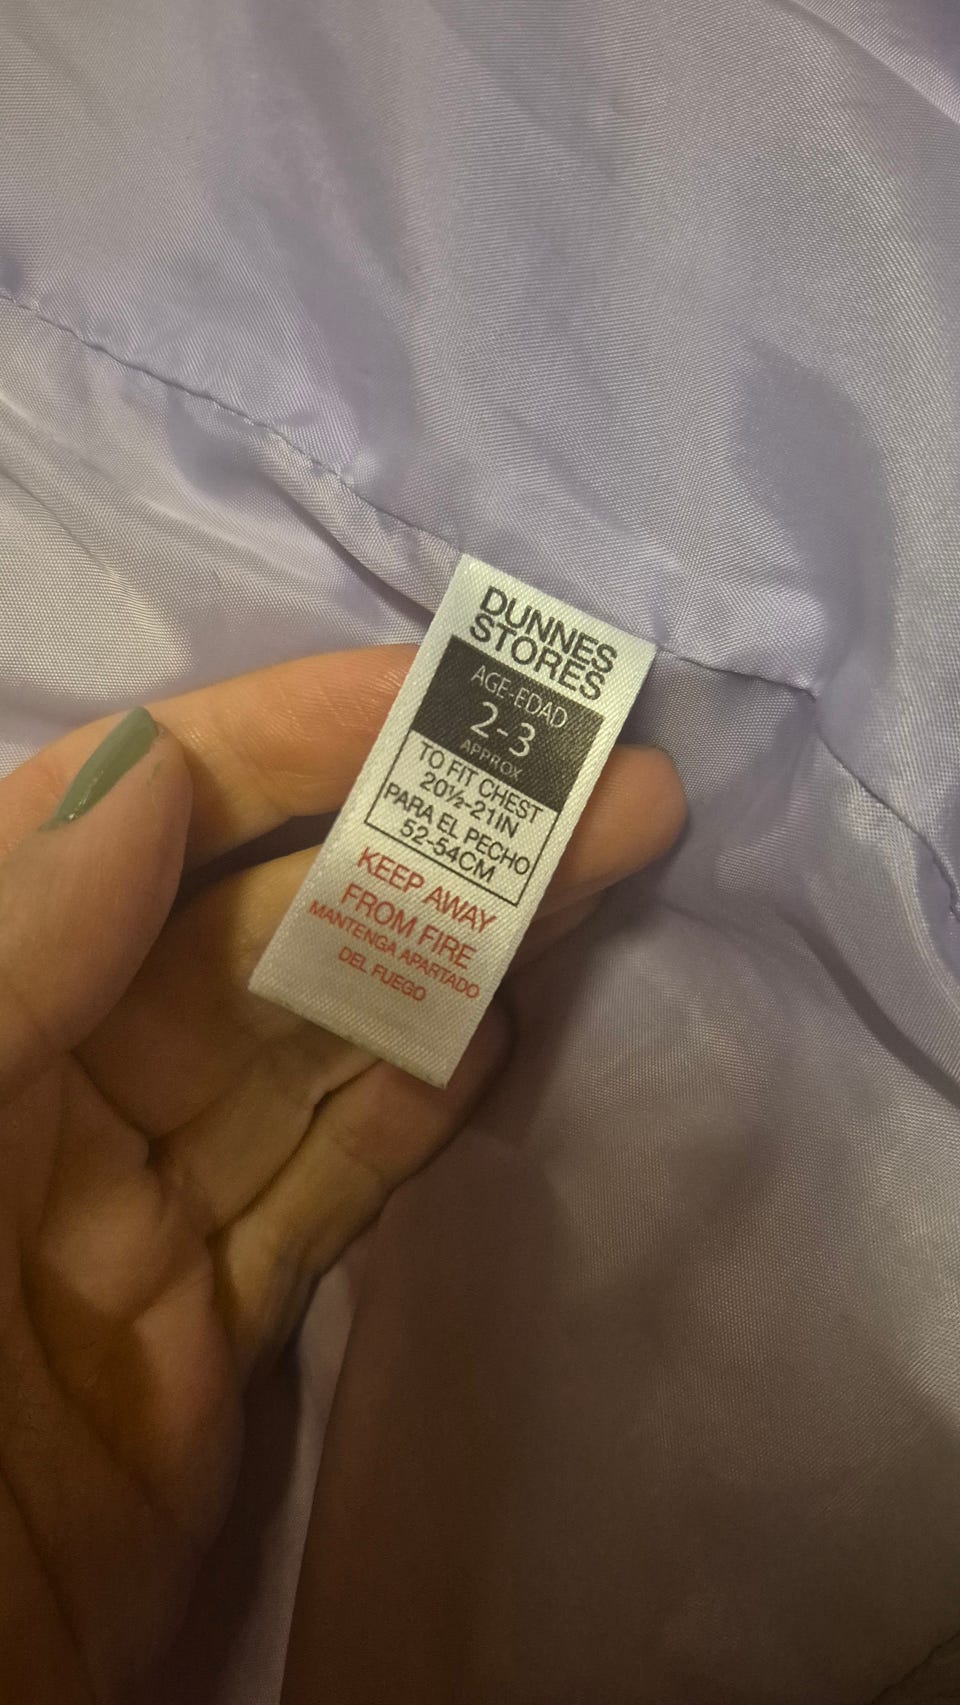 DUNNES
STORES
AGE-EDAD
2-3
APPROX
TO FIT CHEST
20½-21IN
PARA EL PECHO
52-54CM
KEEP AWAY
FROM FIRE
MANTENGA APARTADO
DEL FUEGO